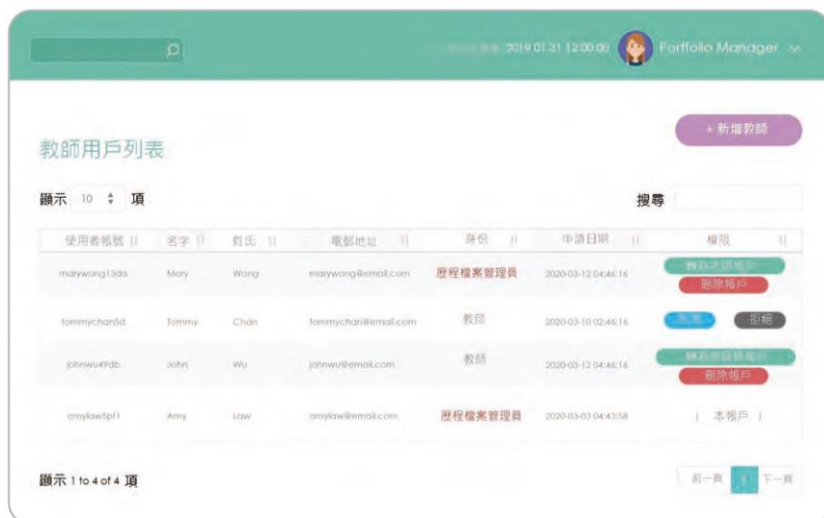 2019 01 31 12:00:00 Portfolio Manager
+ 新增教師
教師用戶列表
顯示 10 項
搜尋
使用者帳號 名字 姓氏 電郵地址 身份 申請日期 權限
marywong13da Mary Wong marywong@email.com 歷程檔案管理員 2020-03-12 04:46:16
刪除帳戶
tommychan5d Tommy Chan tommychan@email.com 教師 2020-03-10 02:46:16 拒絕
johnwu49db John Wu johnwu@email.com 教師 2020-03-12 04:46:16
刪除帳戶
amylaw5pf1 Amy Law amylaw@email.com 歷程檔案管理員 2020-03-03 04:43:58 ( 本帳戶 )
顯示 1 to 4 of 4 項
前一頁 1 下一頁